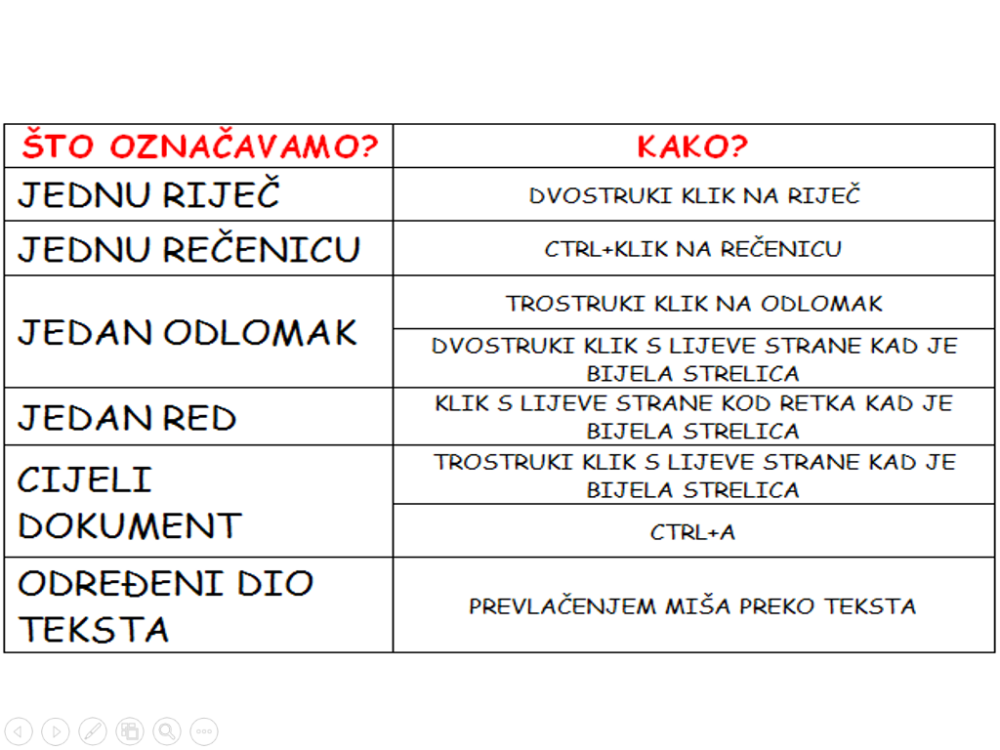 ŠTO OZNAČAVAMO?
KAKO?
JEDNU RIJEČ
DVOSTRUKI KLIK NA RIJEČ
JEDNU REČENICU
CTRL+KLIK NA REČENICU
JEDAN ODLOMAK
TROSTRUKI KLIK NA ODLOMAK
DVOSTRUKI KLIK S LIJEVE STRANE KAD JE
BIJELA STRELICA
JEDAN RED
KLIK S LIJEVE STRANE KOD RETKA KAD JE
BIJELA STRELICA
CIJELI
DOKUMENT
TROSTRUKI KLIK S LIJEVE STRANE KAD JE
BIJELA STRELICA
CTRL+A
ODREĐENI DIO
TEKSTA
PREVLAČENJEM MIŠA PREKO TEKSTA